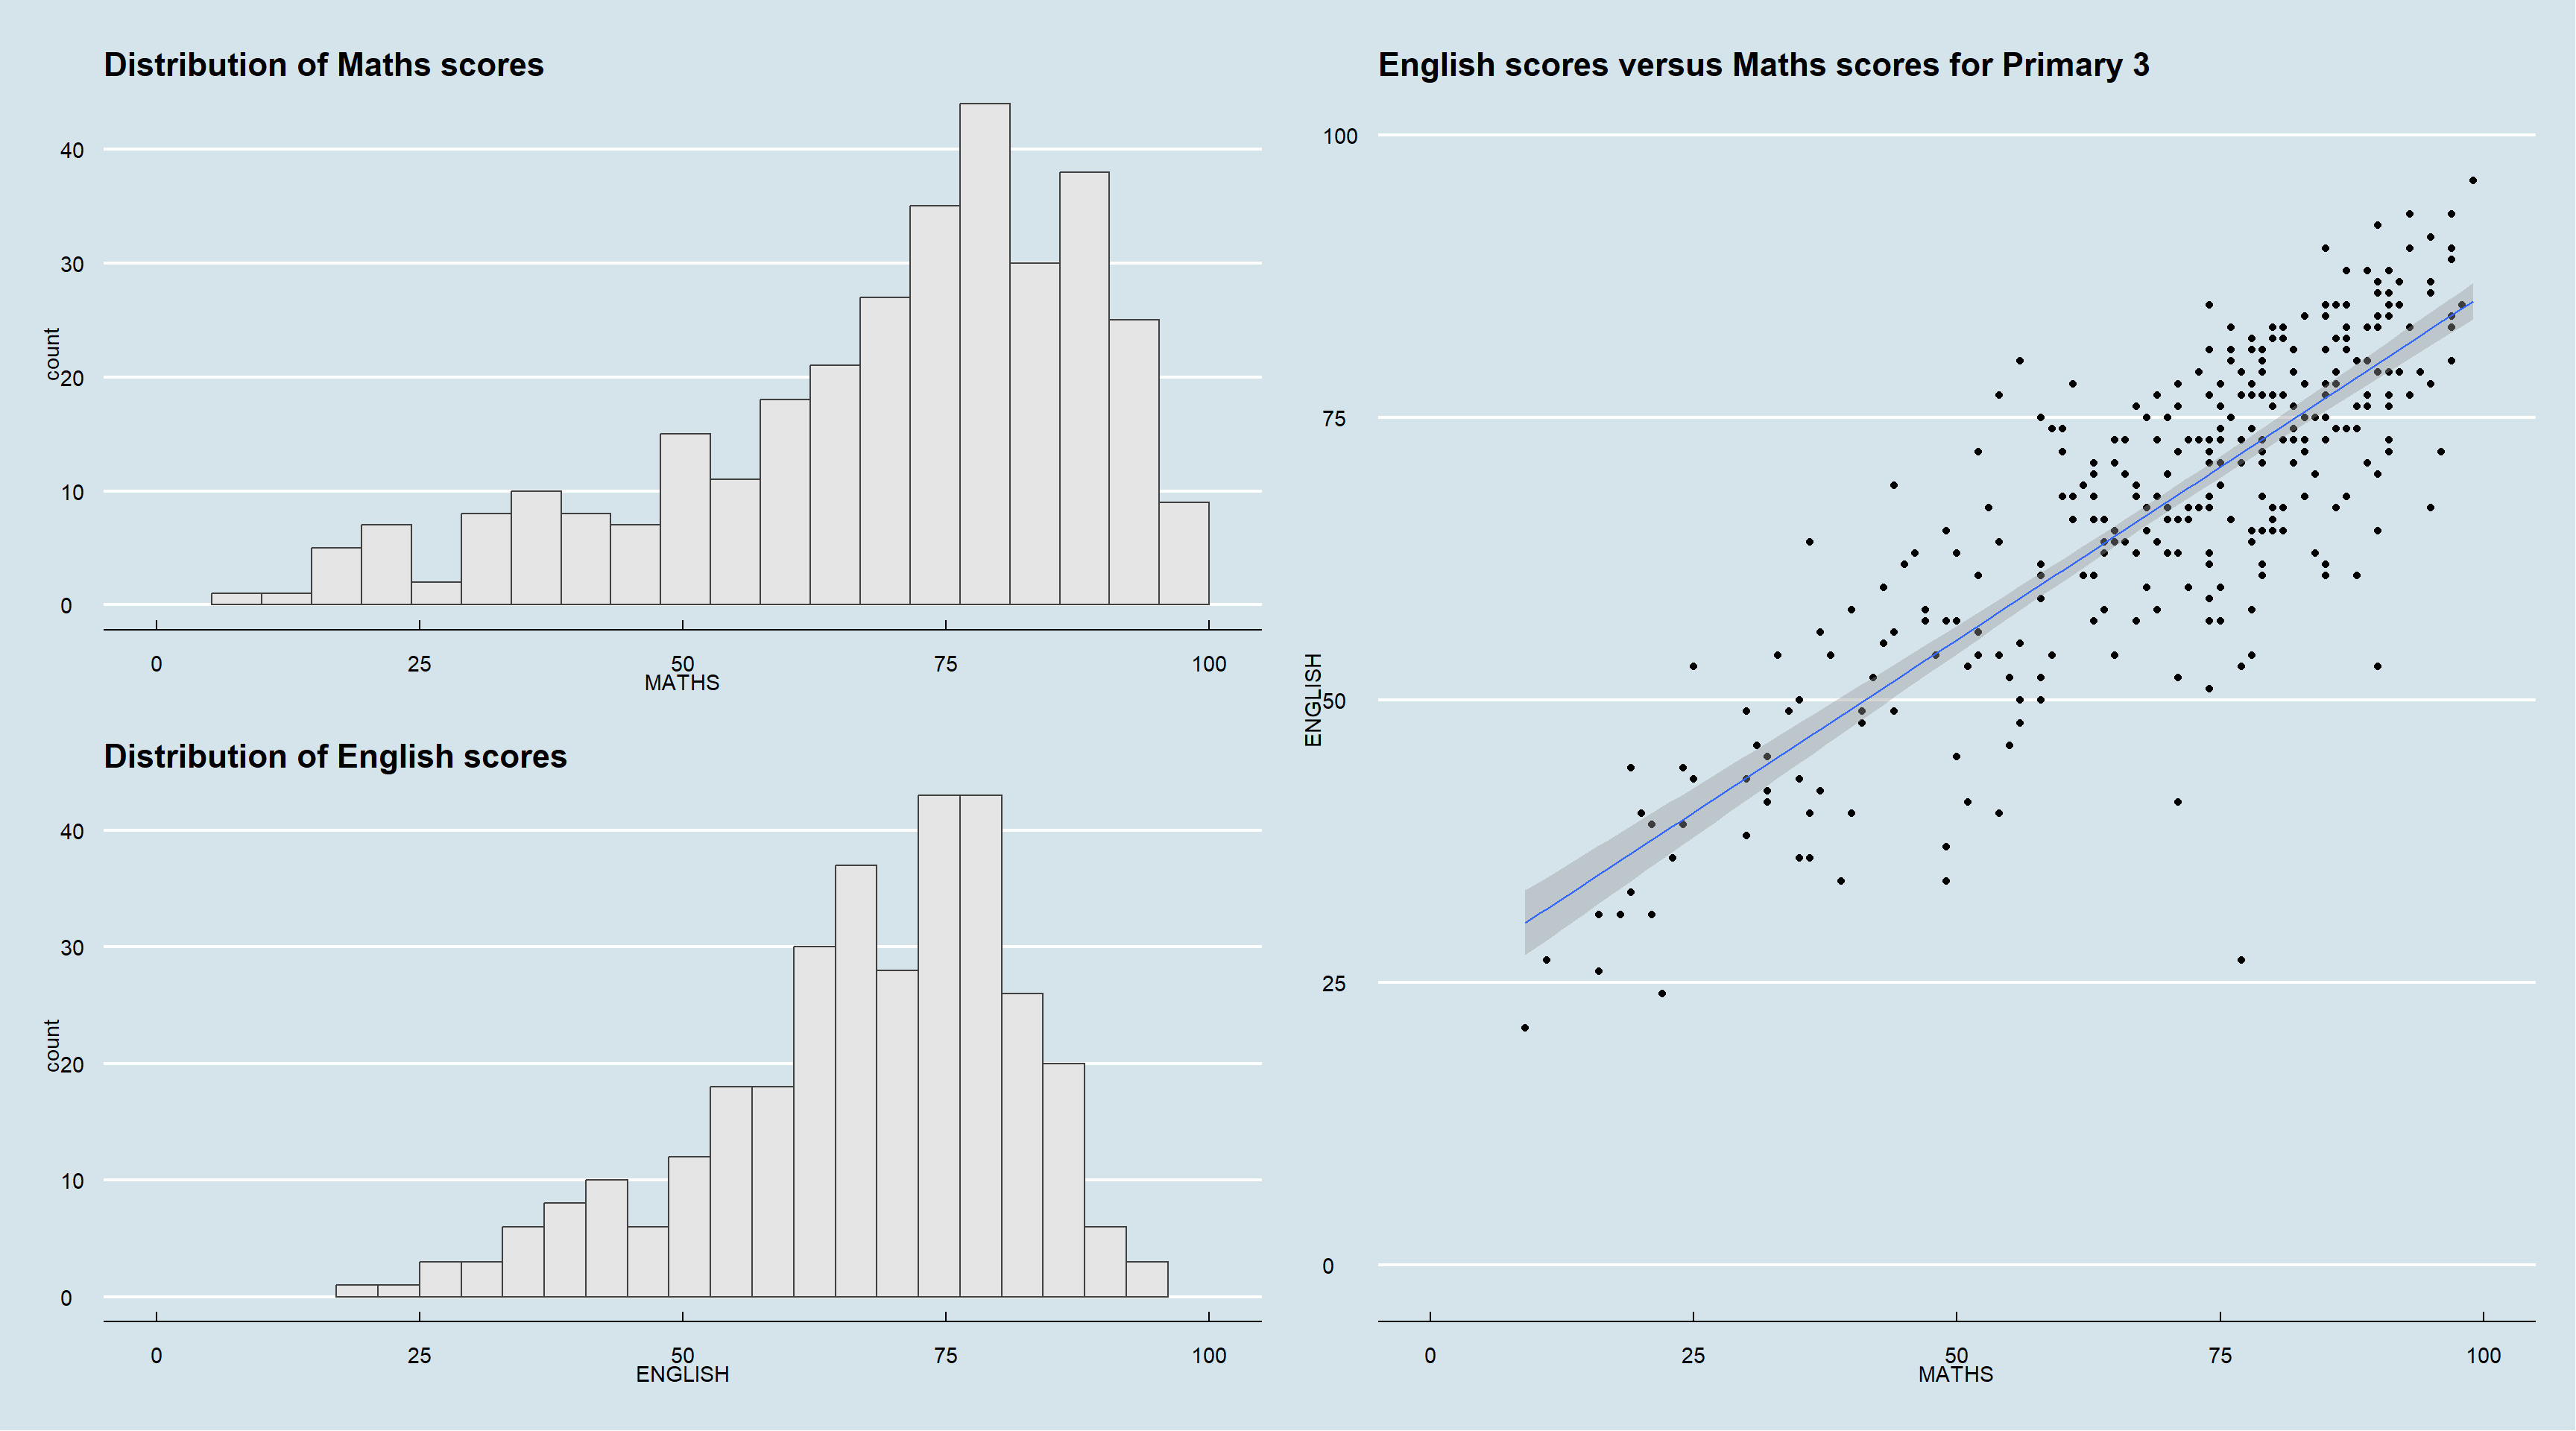 Distribution of Maths scores
40
30
20
10
0
count
0 25 50 75 100
MATHS
Distribution of English scores
40
30
20
10
0
count
0 25 50 75 100
ENGLISH
English scores versus Maths scores for Primary 3
100
75
50
25
0
ENGLISH
0 25 50 75 100
MATHS